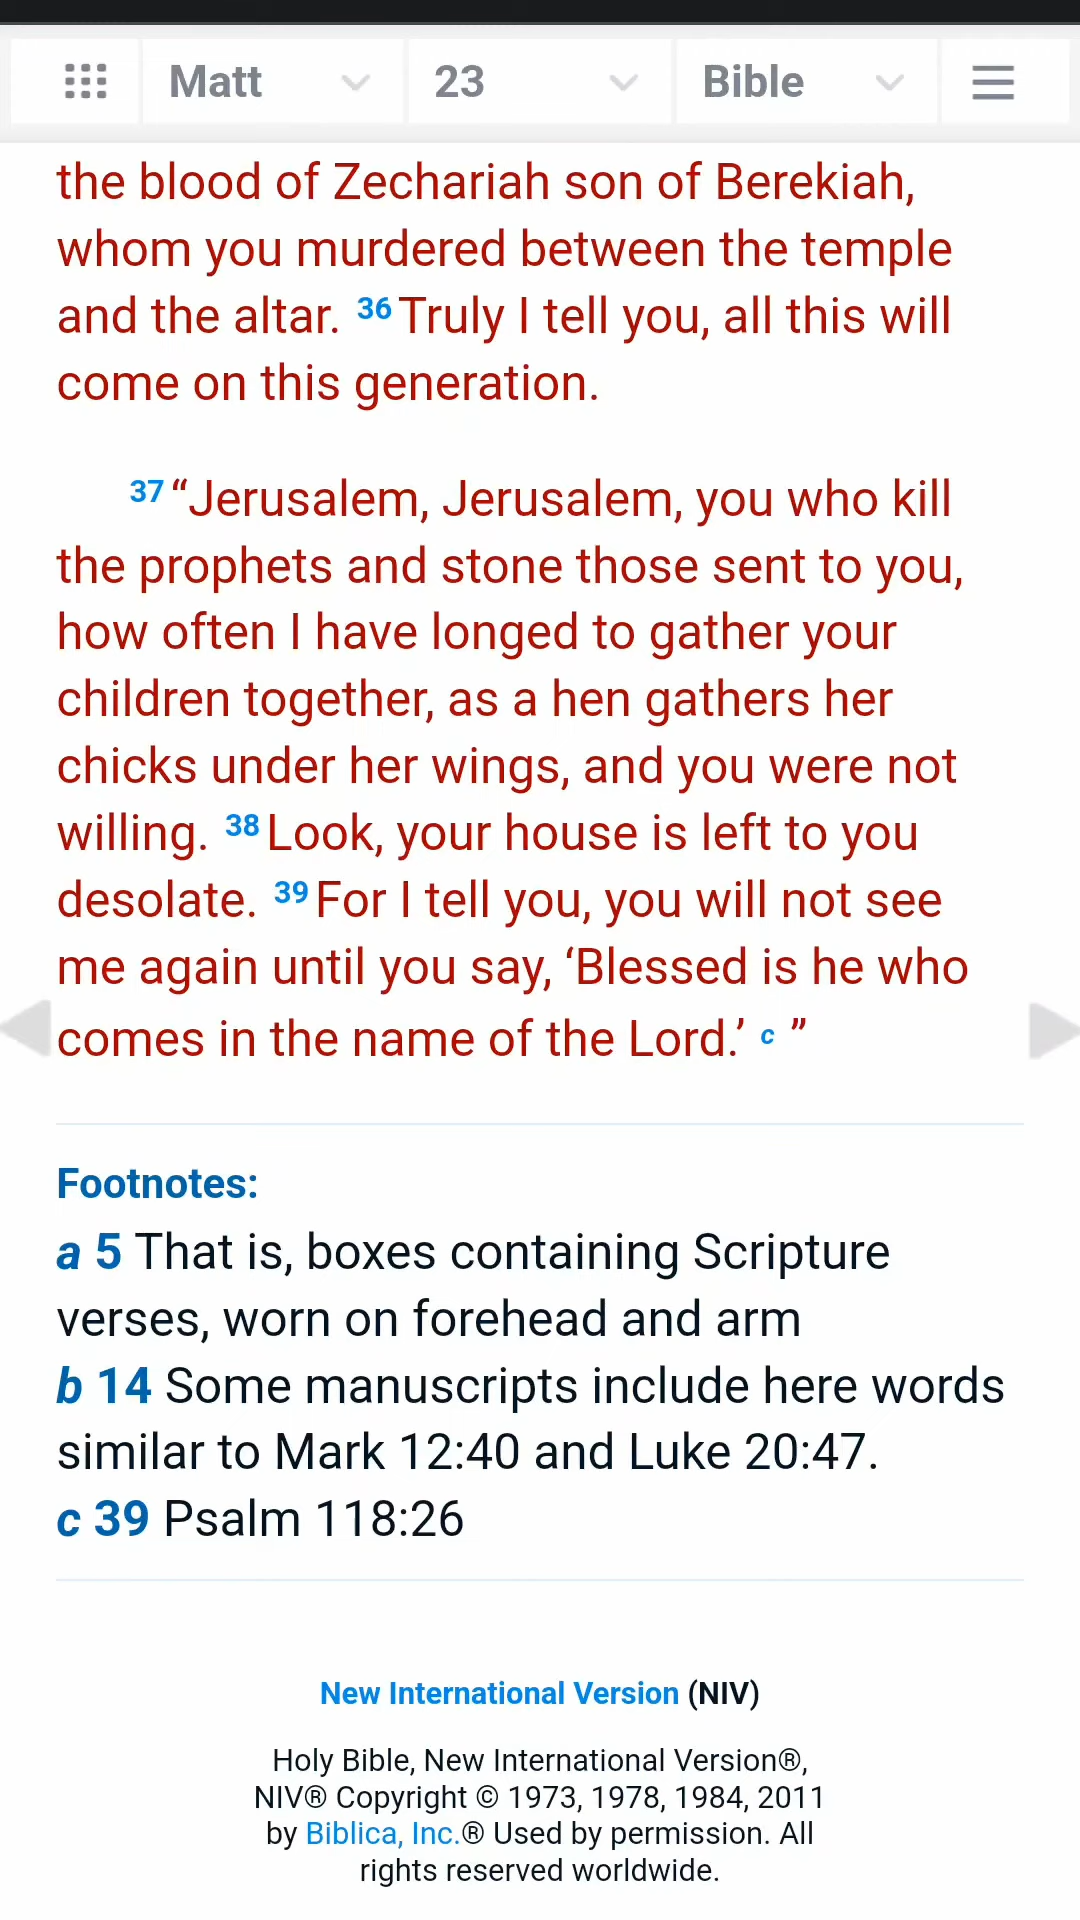 Matt 23 Bible
the blood of Zechariah son of Berekiah,
whom you murdered between the temple
and the altar. 36 Truly I tell you, all this will
come on this generation.
37 “Jerusalem, Jerusalem, you who kill
the prophets and stone those sent to you,
how often I have longed to gather your
children together, as a hen gathers her
chicks under her wings, and you were not
willing. 38 Look, your house is left to you
desolate. 39 For I tell you, you will not see
me again until you say, ‘Blessed is he who
comes in the name of the Lord.’ c ”
Footnotes:
a 5 That is, boxes containing Scripture
verses, worn on forehead and arm
b 14 Some manuscripts include here words
similar to Mark 12:40 and Luke 20:47.
c 39 Psalm 118:26
New International Version (NIV)
Holy Bible, New International Version®,
NIV® Copyright © 1973, 1978, 1984, 2011
by Biblica, Inc.® Used by permission. All
rights reserved worldwide.